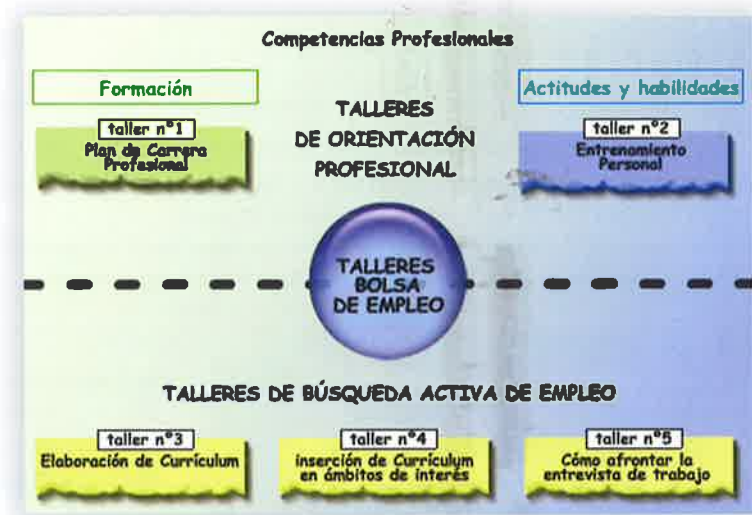 Competencias Profesionales
Formación
Actitudes y habilidades
TALLERES
DE ORIENTACIÓN
PROFESIONAL
taller nº1
Plan de Carrera
Profesional
taller nº2
Entrenamiento
Personal
TALLERES
BOLSA
DE EMPLEO
TALLERES DE BÚSQUEDA ACTIVA DE EMPLEO
taller nº3
Elaboración de Currículum
taller nº4
inserción de Currículum
en ámbitos de interés
taller nº5
Cómo afrontar la
entrevista de trabajo